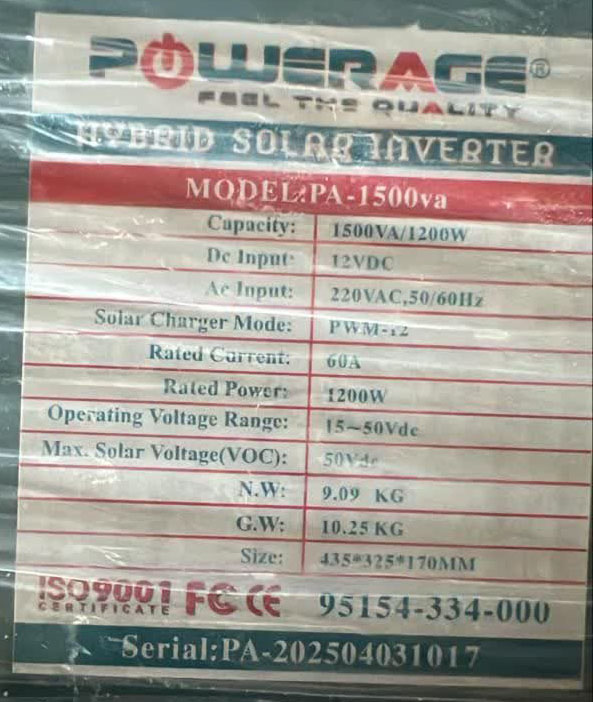 POWERAGE®
FEEL THE QUALITY
HYBRID SOLAR INVERTER
MODEL:PA-1500va
Capacity: 1500VA/1200W
Dc Input: 12VDC
Ac Input: 220VAC,50/60Hz
Solar Charger Mode: PWM-12
Rated Current: 60A
Rated Power: 1200W
Operating Voltage Range: 15~50Vdc
Max. Solar Voltage(VOC): 50Vdc
N.W: 9.09 KG
G.W: 10.25 KG
Size: 435*325*170MM
ISO9001 FC CE 95154-334-000
CERTIFICATE
Serial:PA-202504031017